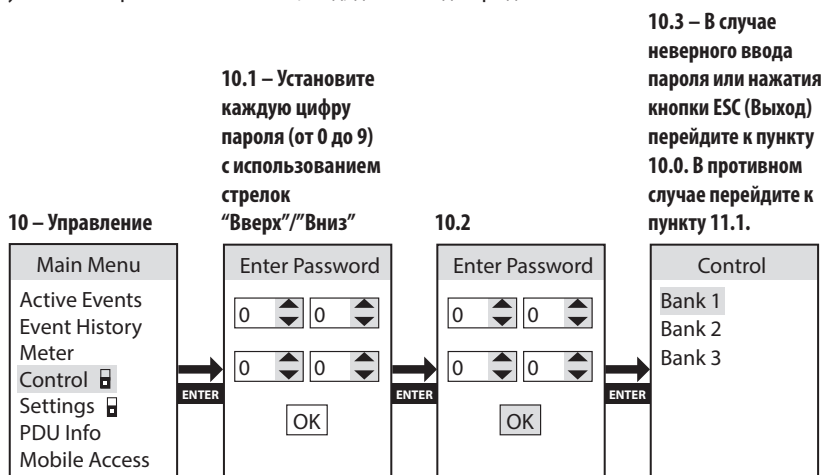 10.3 – В случае
неверного ввода
пароля или нажатия
кнопки ESC (Выход)
перейдите к пункту
10.0. В противном
случае перейдите к
пункту 11.1.
10.1 – Установите
каждую цифру
пароля (от 0 до 9)
с использованием
стрелок
“Вверх”/”Вниз”
10 – Управление
10.2
Main Menu
Active Events
Event History
Meter
Control
Settings
PDU Info
Mobile Access
ENTER
Enter Password
0 0
0 0
OK
ENTER
Enter Password
0 0
0 0
OK
ENTER
Control
Bank 1
Bank 2
Bank 3